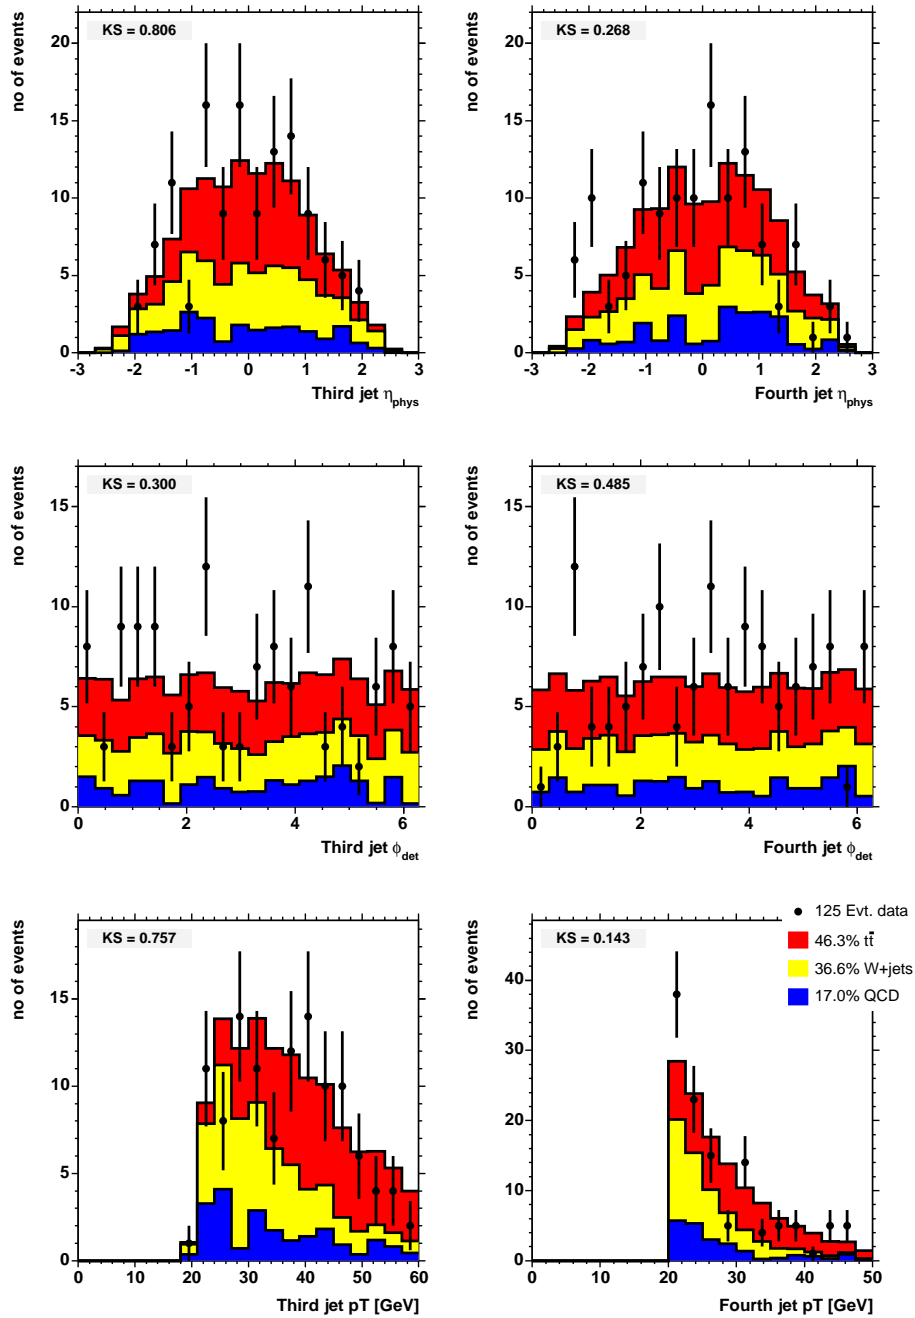 KS = 0.806
no of events
20
15
10
5
0
-3 -2 -1 0 1 2 3
Third jet η_phys
KS = 0.268
no of events
20
15
10
5
0
-3 -2 -1 0 1 2 3
Fourth jet η_phys
KS = 0.300
no of events
15
10
5
0
0 2 4 6
Third jet ϕ_det
KS = 0.485
no of events
15
10
5
0
0 2 4 6
Fourth jet ϕ_det
KS = 0.757
no of events
15
10
5
0
0 10 20 30 40 50 60
Third jet pT [GeV]
KS = 0.143
no of events
40
30
20
10
0
0 10 20 30 40 50
Fourth jet pT [GeV]
125 Evt. data
46.3% tt̄
36.6% W+jets
17.0% QCD